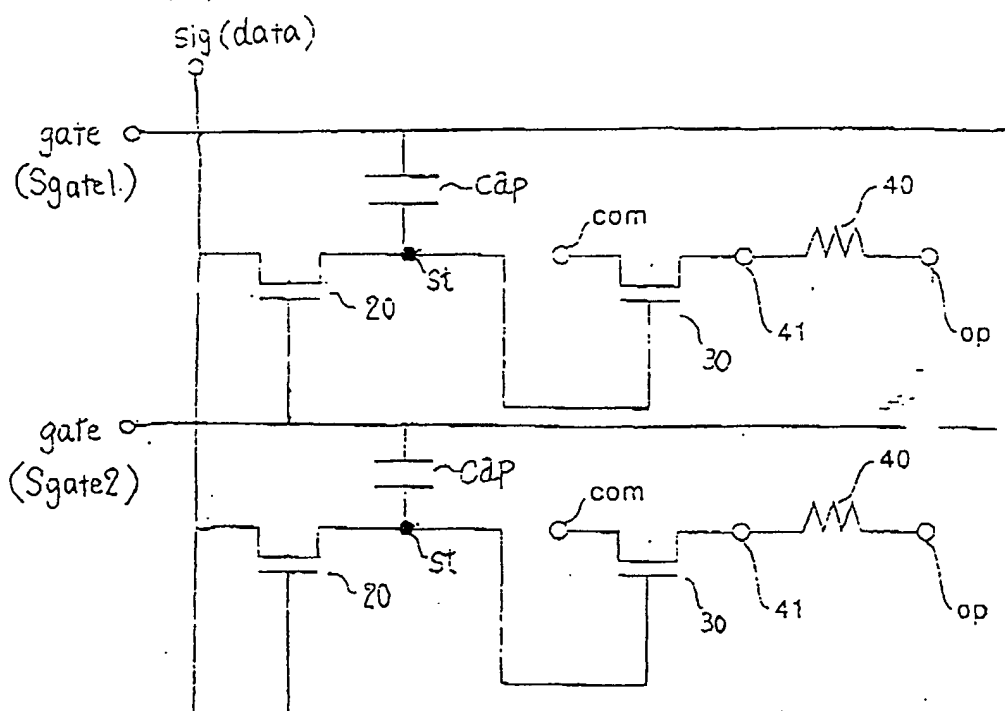 sig(data)
gate
(Sgate1.)
cap
com
40
st
20
30
41
op
gate
(Sgate2)
cap
com
40
st
20
30
41
op